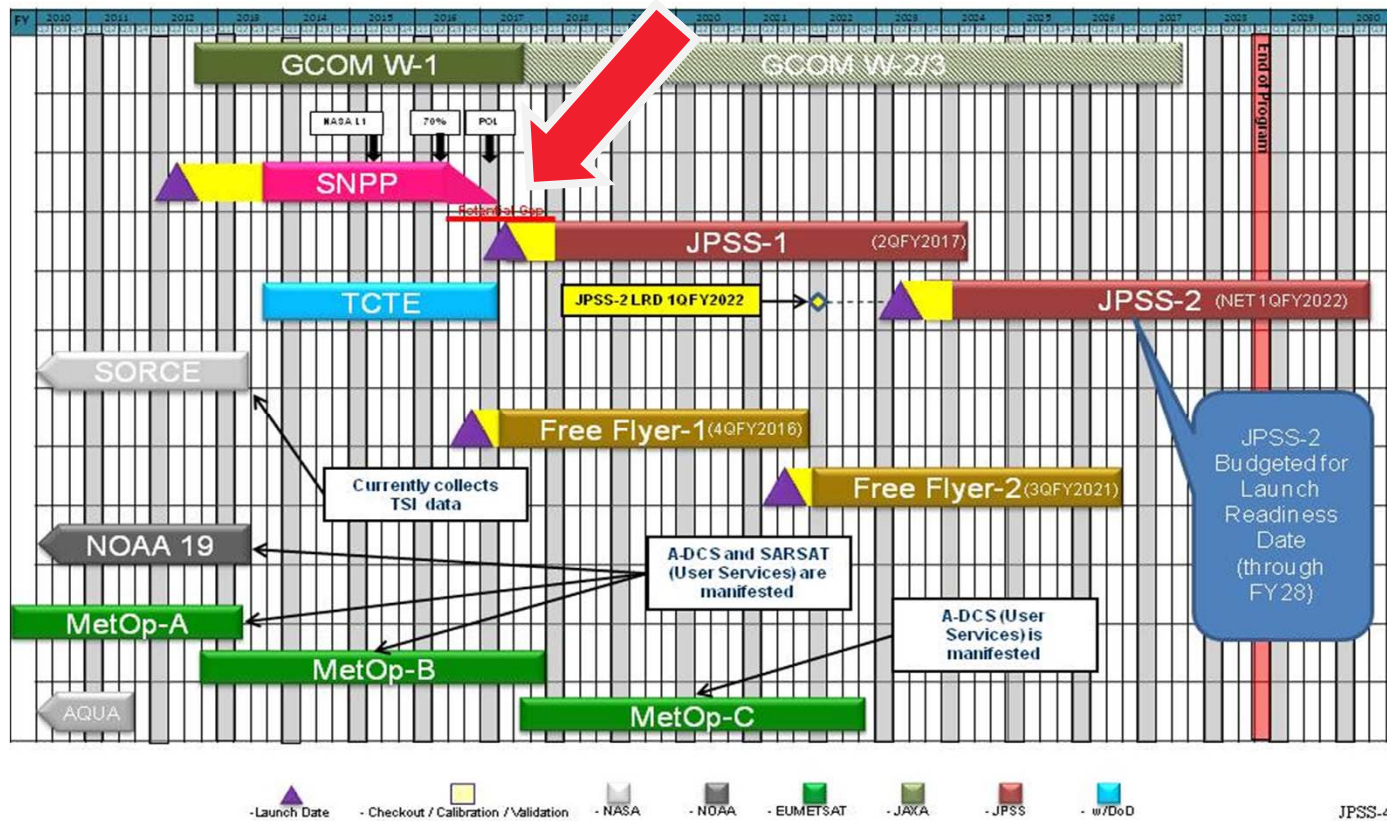 FY 2010 2011 2012 2013 2014 2015 2016 2017 2018 2020 2021 2022 2023 2024 2025 2026 2027 2028 2029 2030
GCOM W-1
GCOM W-2/3
End of Program
NASA L1
70%
POL
SNPP
Potential Gap
JPSS-1 (2QFY2017)
TCTE
JPSS-2 LRD 1QFY2022
JPSS-2 (NET 1QFY2022)
SORCE
Free Flyer-1 (4QFY2016)
JPSS-2
Budgeted for
Launch
Readiness
Date
(through
FY28)
Currently collects
TSI data
Free Flyer-2 (3QFY2021)
NOAA 19
A-DCS and SARSAT
(User Services) are
manifested
MetOp-A
A-DCS (User
Services) is
manifested
MetOp-B
AQUA
MetOp-C
-Launch Date
- Checkout / Calibration / Validation
- NASA
- NOAA
- EUMETSAT
- JAXA
- JPSS
- w/DoD
JPSS-4